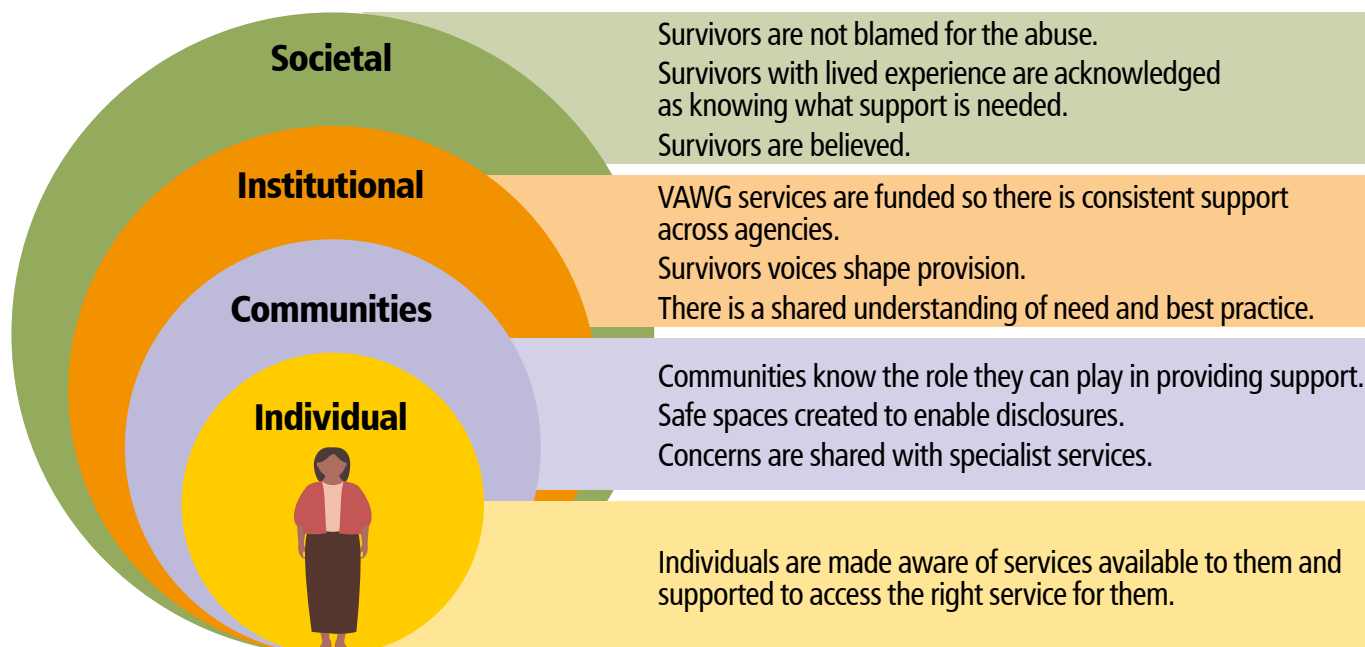 Societal
Survivors are not blamed for the abuse.
Survivors with lived experience are acknowledged
as knowing what support is needed.
Survivors are believed.
Institutional
VAWG services are funded so there is consistent support
across agencies.
Survivors voices shape provision.
There is a shared understanding of need and best practice.
Communities
Communities know the role they can play in providing support.
Safe spaces created to enable disclosures.
Concerns are shared with specialist services.
Individual
Individuals are made aware of services available to them and
supported to access the right service for them.